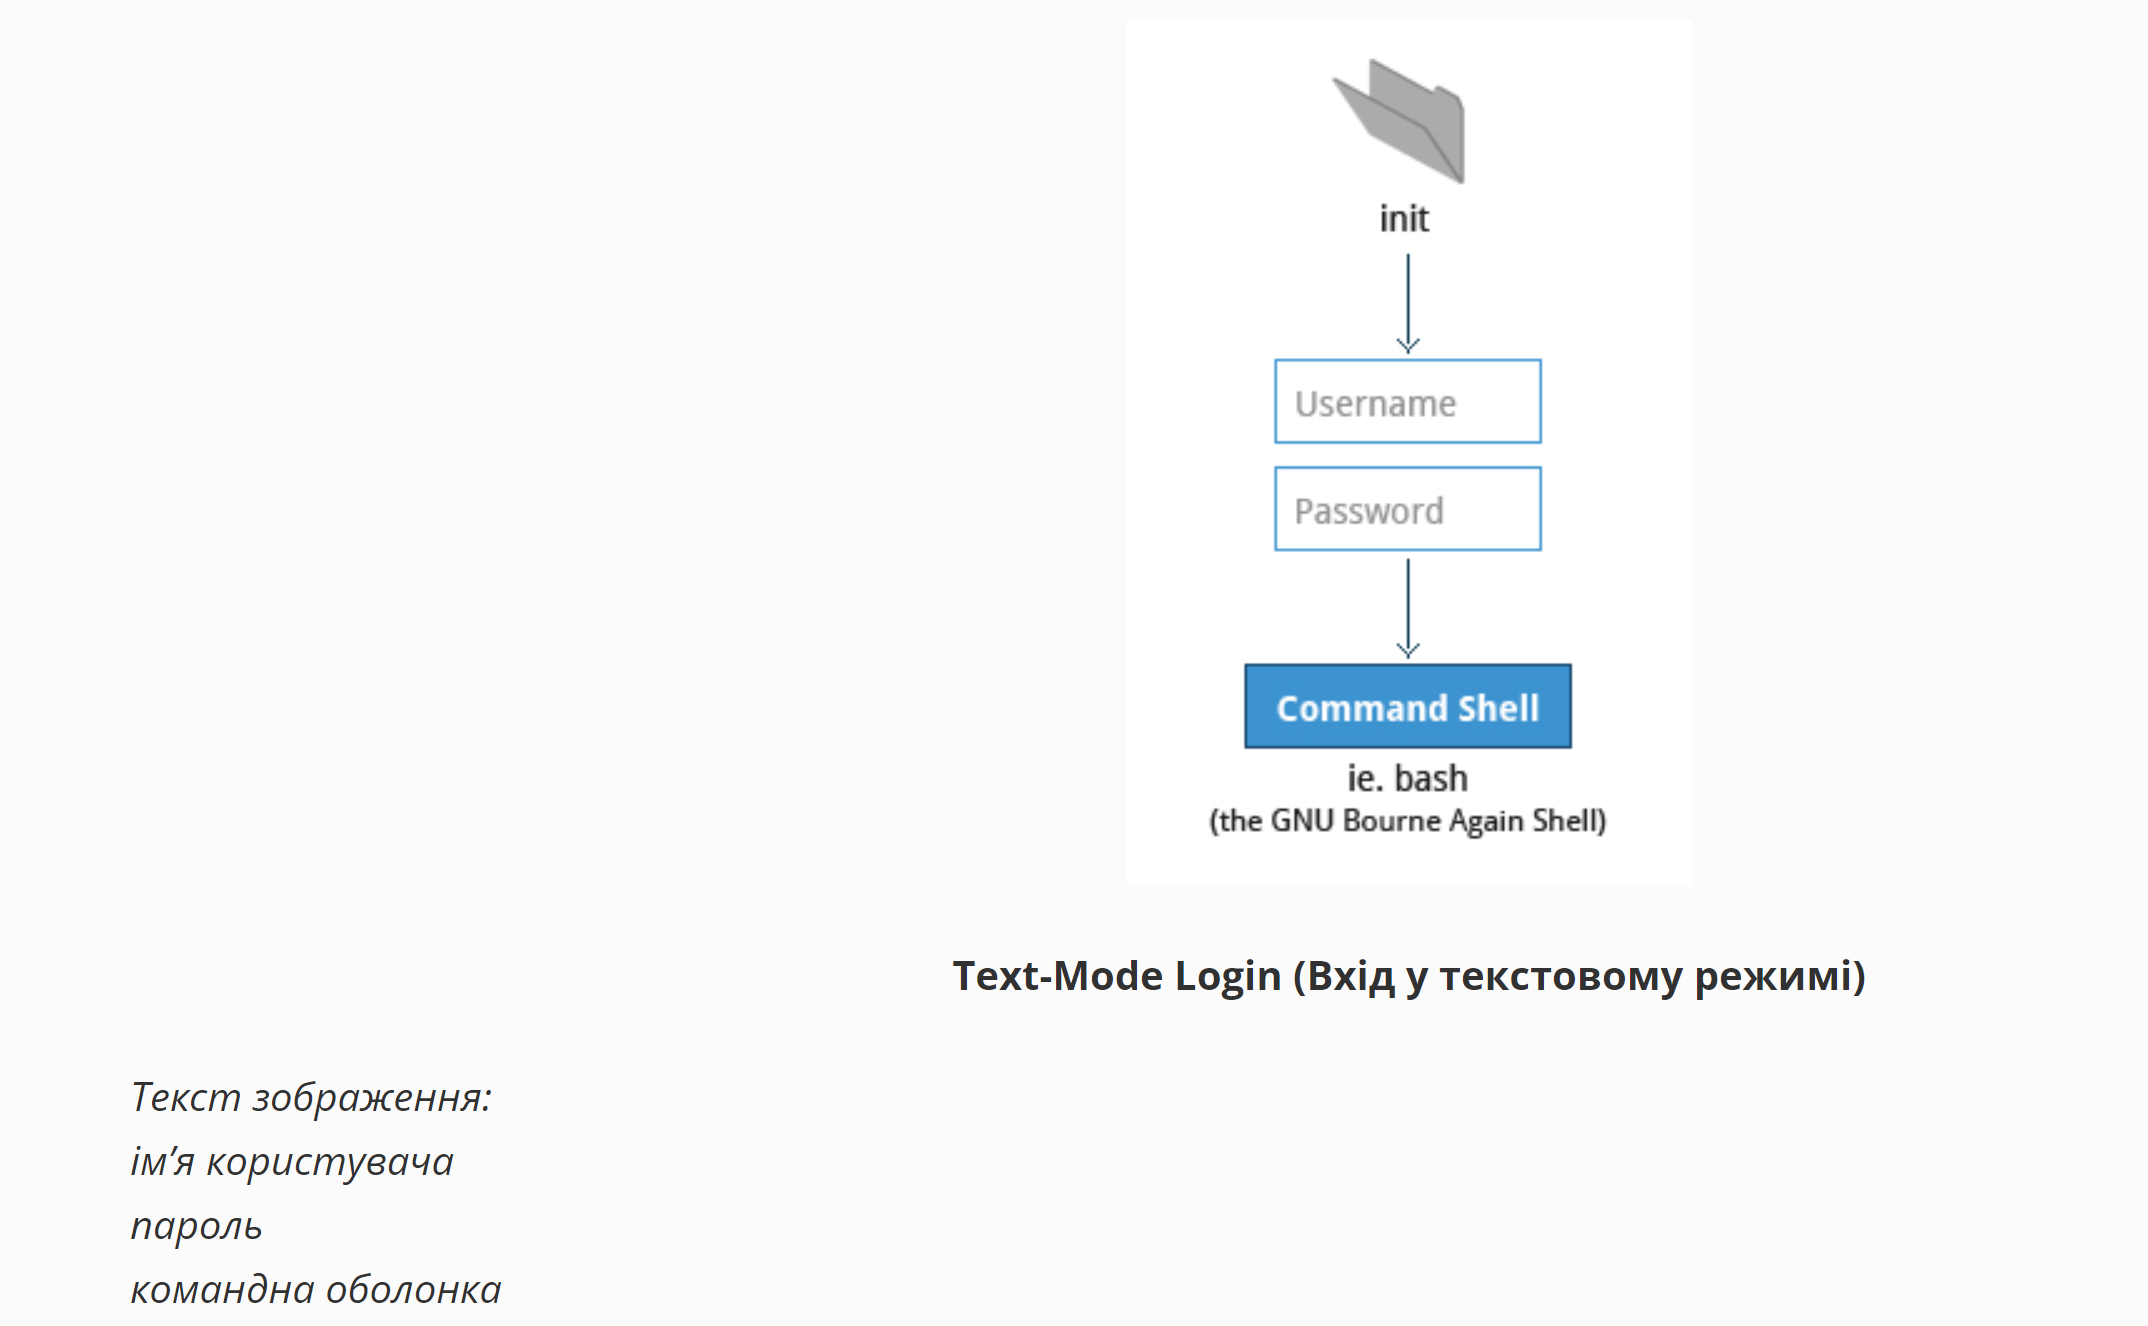 init
Username
Password
Command Shell
ie. bash
(the GNU Bourne Again Shell)
Text-Mode Login (Вхід у текстовому режимі)
Текст зображення:
ім’я користувача
пароль
командна оболонка